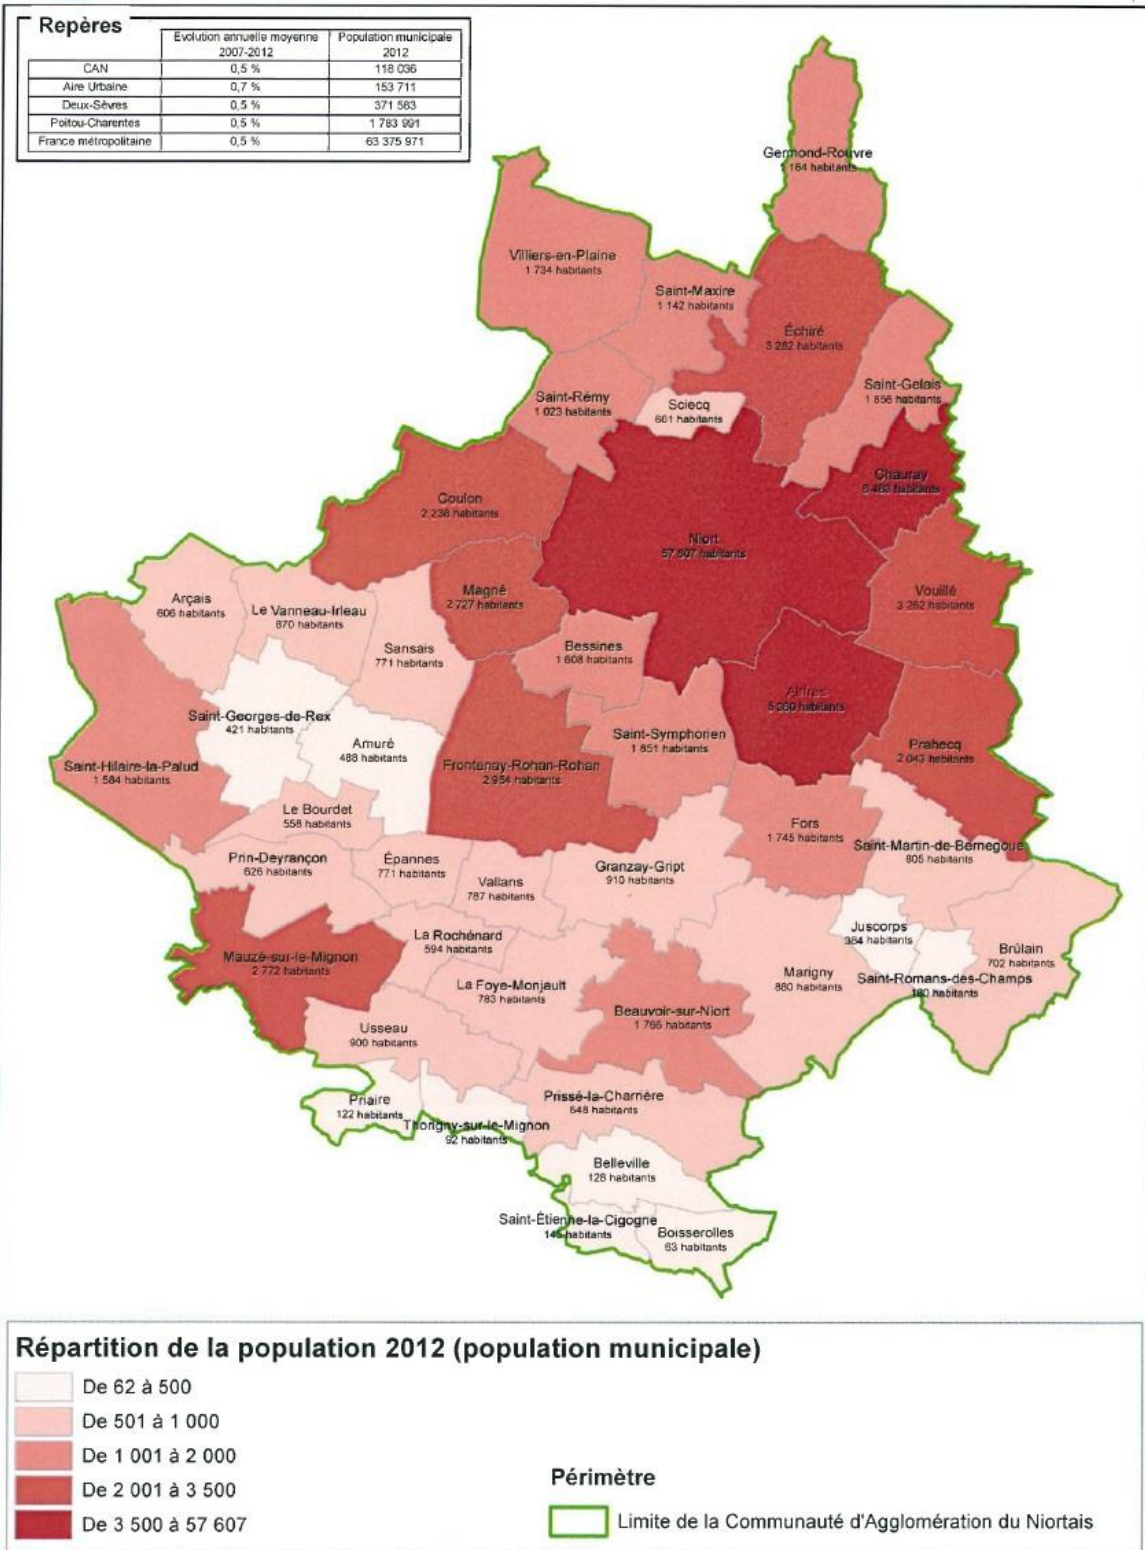 Repères
Evolution annuelle moyenne 2007-2012
Population municipale 2012
CAN 0,5 % 118 036
Aire Urbaine 0,7 % 153 711
Deux-Sèvres 0,5 % 371 583
Poitou-Charentes 0,5 % 1 783 991
France métropolitaine 0,5 % 63 375 971
Germond-Rouvre
1 164 habitants
Villiers-en-Plaine
1 734 habitants
Saint-Maxire
1 142 habitants
Échiré
3 282 habitants
Saint-Gelais
1 856 habitants
Saint-Rémy
1 023 habitants
Sciecq
601 habitants
Chauray
habitants
Coulon
2 238 habitants
Niort
57 607 habitants
Magné
2 727 habitants
Vouillé
3 262 habitants
Arçais
606 habitants
Le Vanneau-Irleau
870 habitants
Sansais
771 habitants
Bessines
1 608 habitants
Aiffres
habitants
Saint-Georges-de-Rex
421 habitants
Amuré
488 habitants
Saint-Symphorien
1 851 habitants
Prahecq
2 043 habitants
Saint-Hilaire-la-Palud
1 584 habitants
Frontenay-Rohan-Rohan
2 954 habitants
Le Bourdet
558 habitants
Fors
1 745 habitants
Saint-Martin-de-Bernegoue
805 habitants
Prin-Deyrançon
626 habitants
Épannes
771 habitants
Vallans
787 habitants
Granzay-Gript
910 habitants
Juscorps
364 habitants
Brûlain
702 habitants
La Rochénard
594 habitants
Mauzé-sur-le-Mignon
2 772 habitants
La Foye-Monjault
783 habitants
Marigny
880 habitants
Saint-Romans-des-Champs
180 habitants
Beauvoir-sur-Niort
1 766 habitants
Usseau
900 habitants
Priaire
122 habitants
Prissé-la-Charrière
648 habitants
Thorigny-sur-le-Mignon
92 habitants
Belleville
128 habitants
Saint-Étienne-la-Cigogne
145 habitants
Boisserolles
63 habitants
Répartition de la population 2012 (population municipale)
De 62 à 500
De 501 à 1 000
De 1 001 à 2 000
De 2 001 à 3 500
De 3 500 à 57 607
Périmètre
Limite de la Communauté d'Agglomération du Niortais